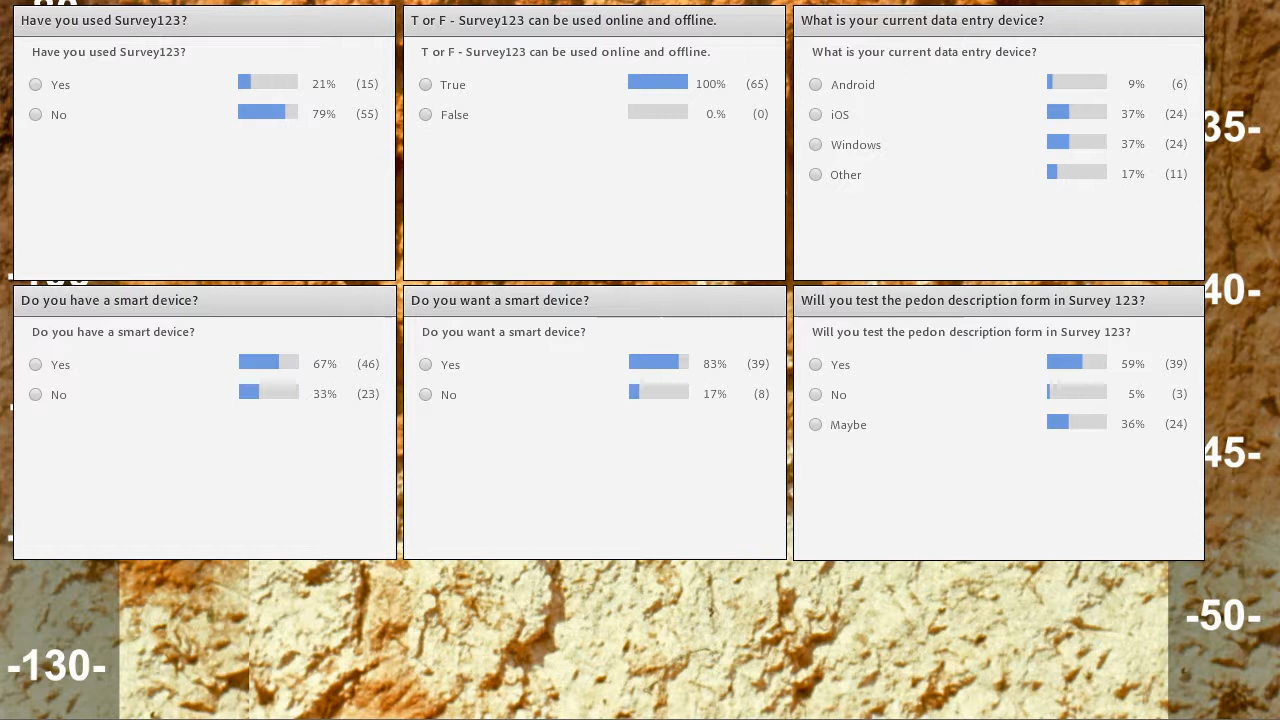 Have you used Survey123?
Have you used Survey123?
Yes 21% (15)
No 79% (55)
T or F - Survey123 can be used online and offline.
T or F - Survey123 can be used online and offline.
True 100% (65)
False 0.% (0)
What is your current data entry device?
What is your current data entry device?
Android 9% (6)
iOS 37% (24)
Windows 37% (24)
Other 17% (11)
35-
Do you have a smart device?
Do you have a smart device?
Yes 67% (46)
No 33% (23)
Do you want a smart device?
Do you want a smart device?
Yes 83% (39)
No 17% (8)
Will you test the pedon description form in Survey 123?
Will you test the pedon description form in Survey 123?
Yes 59% (39)
No 5% (3)
Maybe 36% (24)
40-
45-
-50-
-130-